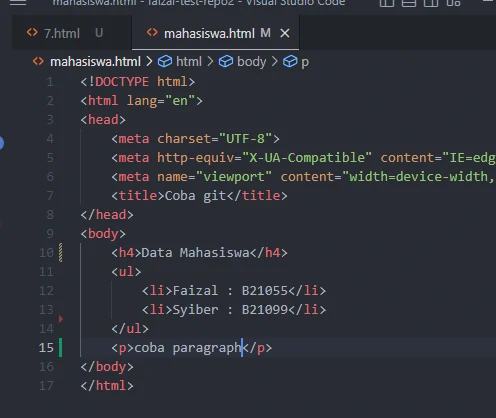 mahasiswa.html - faizal-test-repo2 - Visual Studio Code
7.html U mahasiswa.html M
mahasiswa.html > html > body > p
1 <!DOCTYPE html>
2 <html lang="en">
3 <head>
4 <meta charset="UTF-8">
5 <meta http-equiv="X-UA-Compatible" content="IE=edg
6 <meta name="viewport" content="width=device-width,
7 <title>Coba git</title>
8 </head>
9 <body>
10 <h4>Data Mahasiswa</h4>
11 <ul>
12 <li>Faizal : B21055</li>
13 <li>Syiber : B21099</li>
14 </ul>
15 <p>coba paragraph</p>
16 </body>
17 </html>